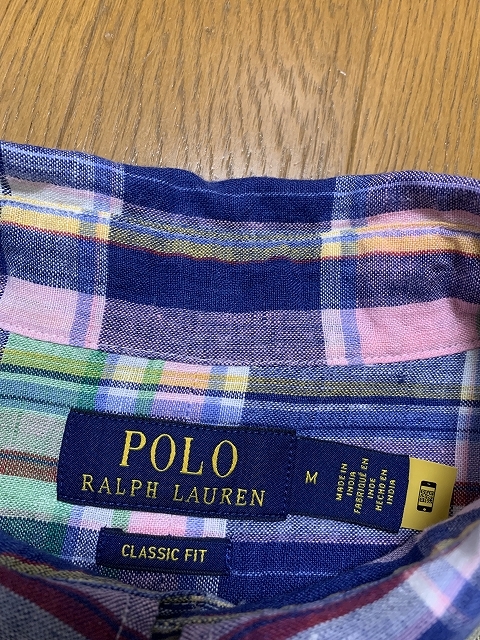 POLO
RALPH LAUREN
M
MADE IN
INDIA
FABRIQUÉ EN
INDE
HECHO EN
INDIA
CLASSIC FIT